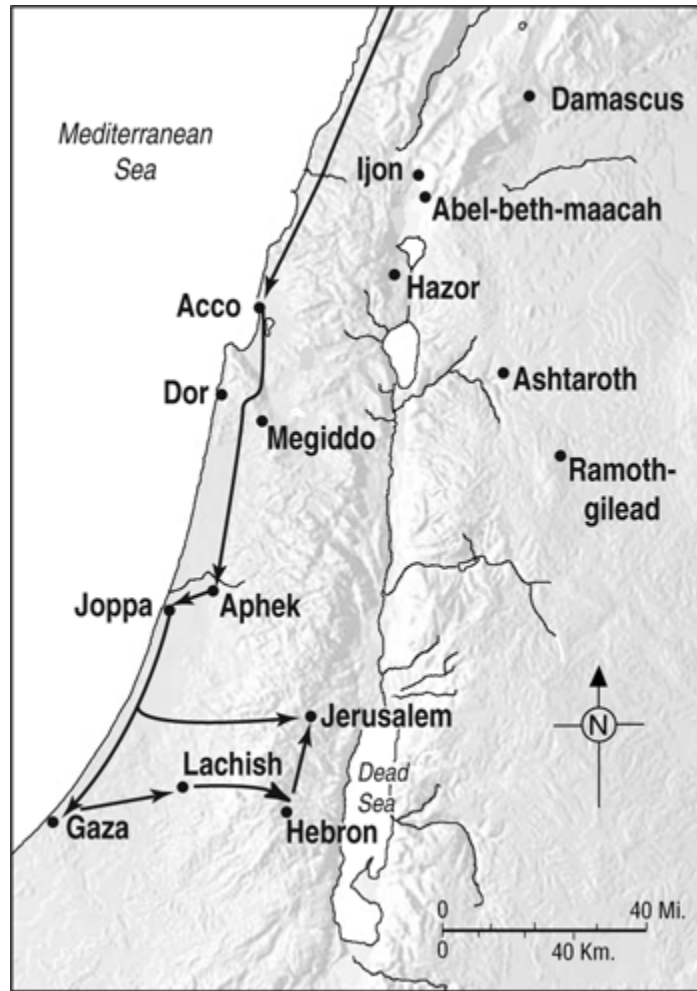 Damascus
Mediterranean
Sea
Ijon
Abel-beth-maacah
Hazor
Acco
Ashtaroth
Dor
Megiddo
Ramoth-
gilead
Joppa
Aphek
Jerusalem
N
Lachish
Dead
Sea
Gaza
Hebron
0 40 Mi.
0 40 Km.